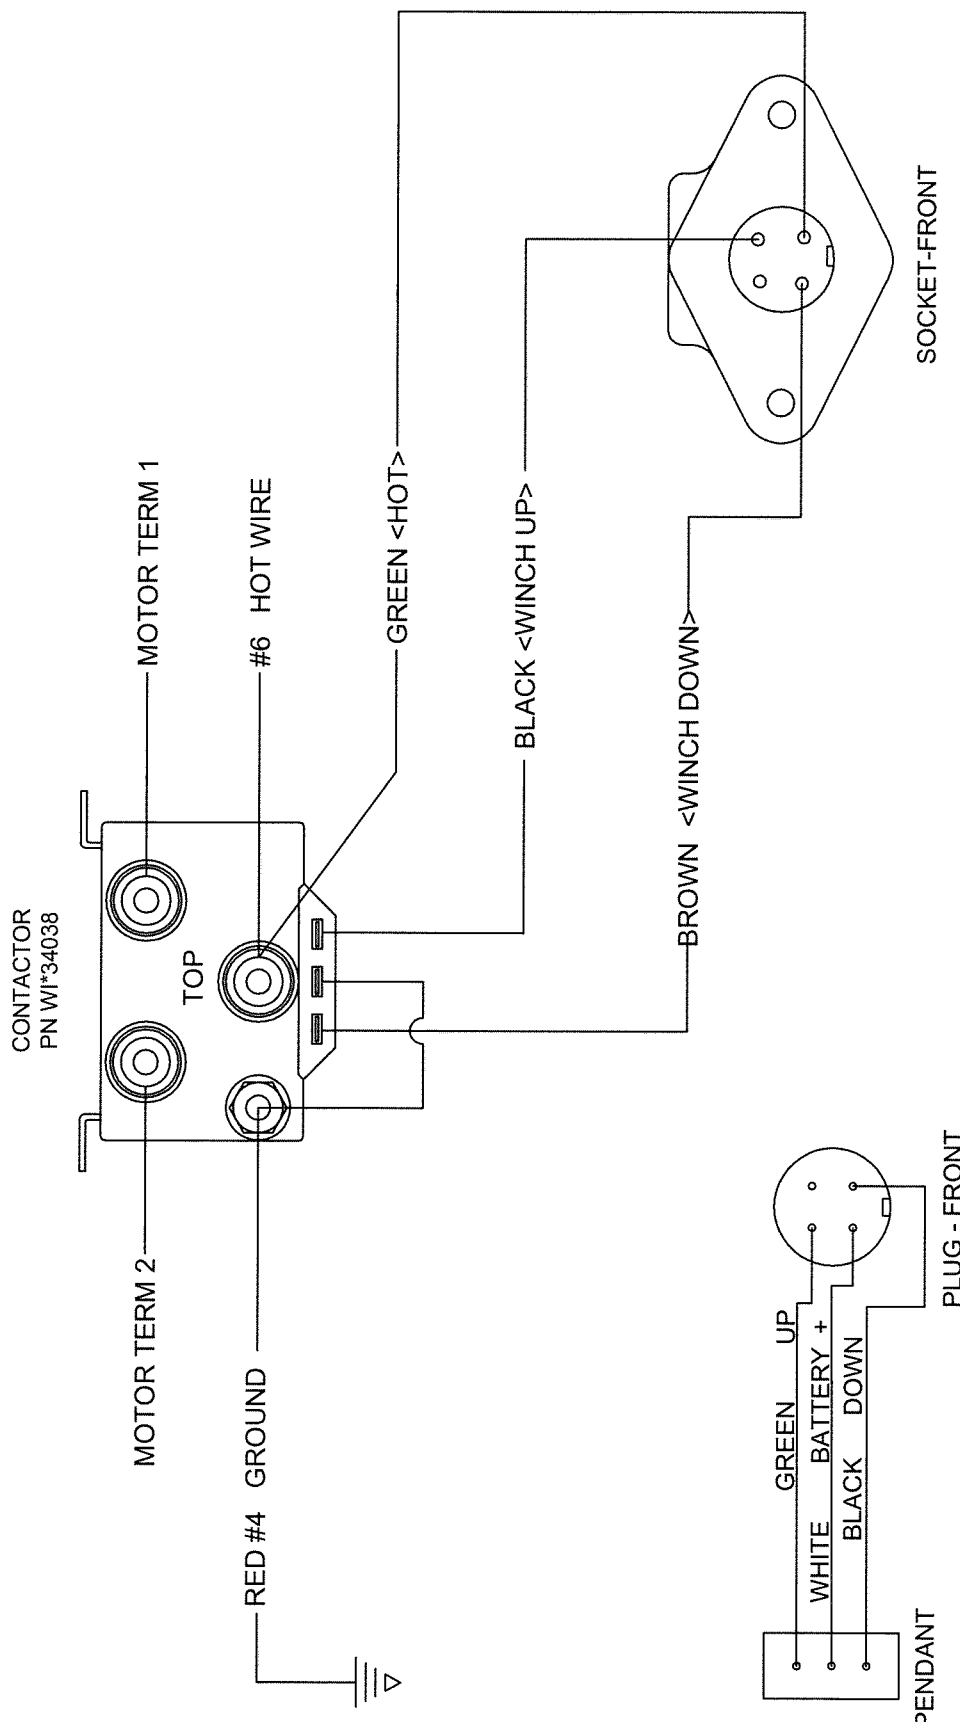 CONTACTOR
PN WI*34038
MOTOR TERM 2
MOTOR TERM 1
TOP
RED #4 GROUND
#6 HOT WIRE
GREEN <HOT>
BLACK <WINCH UP>
BROWN <WINCH DOWN>
SOCKET-FRONT
GREEN UP
WHITE BATTERY +
BLACK DOWN
PENDANT
PLUG - FRONT